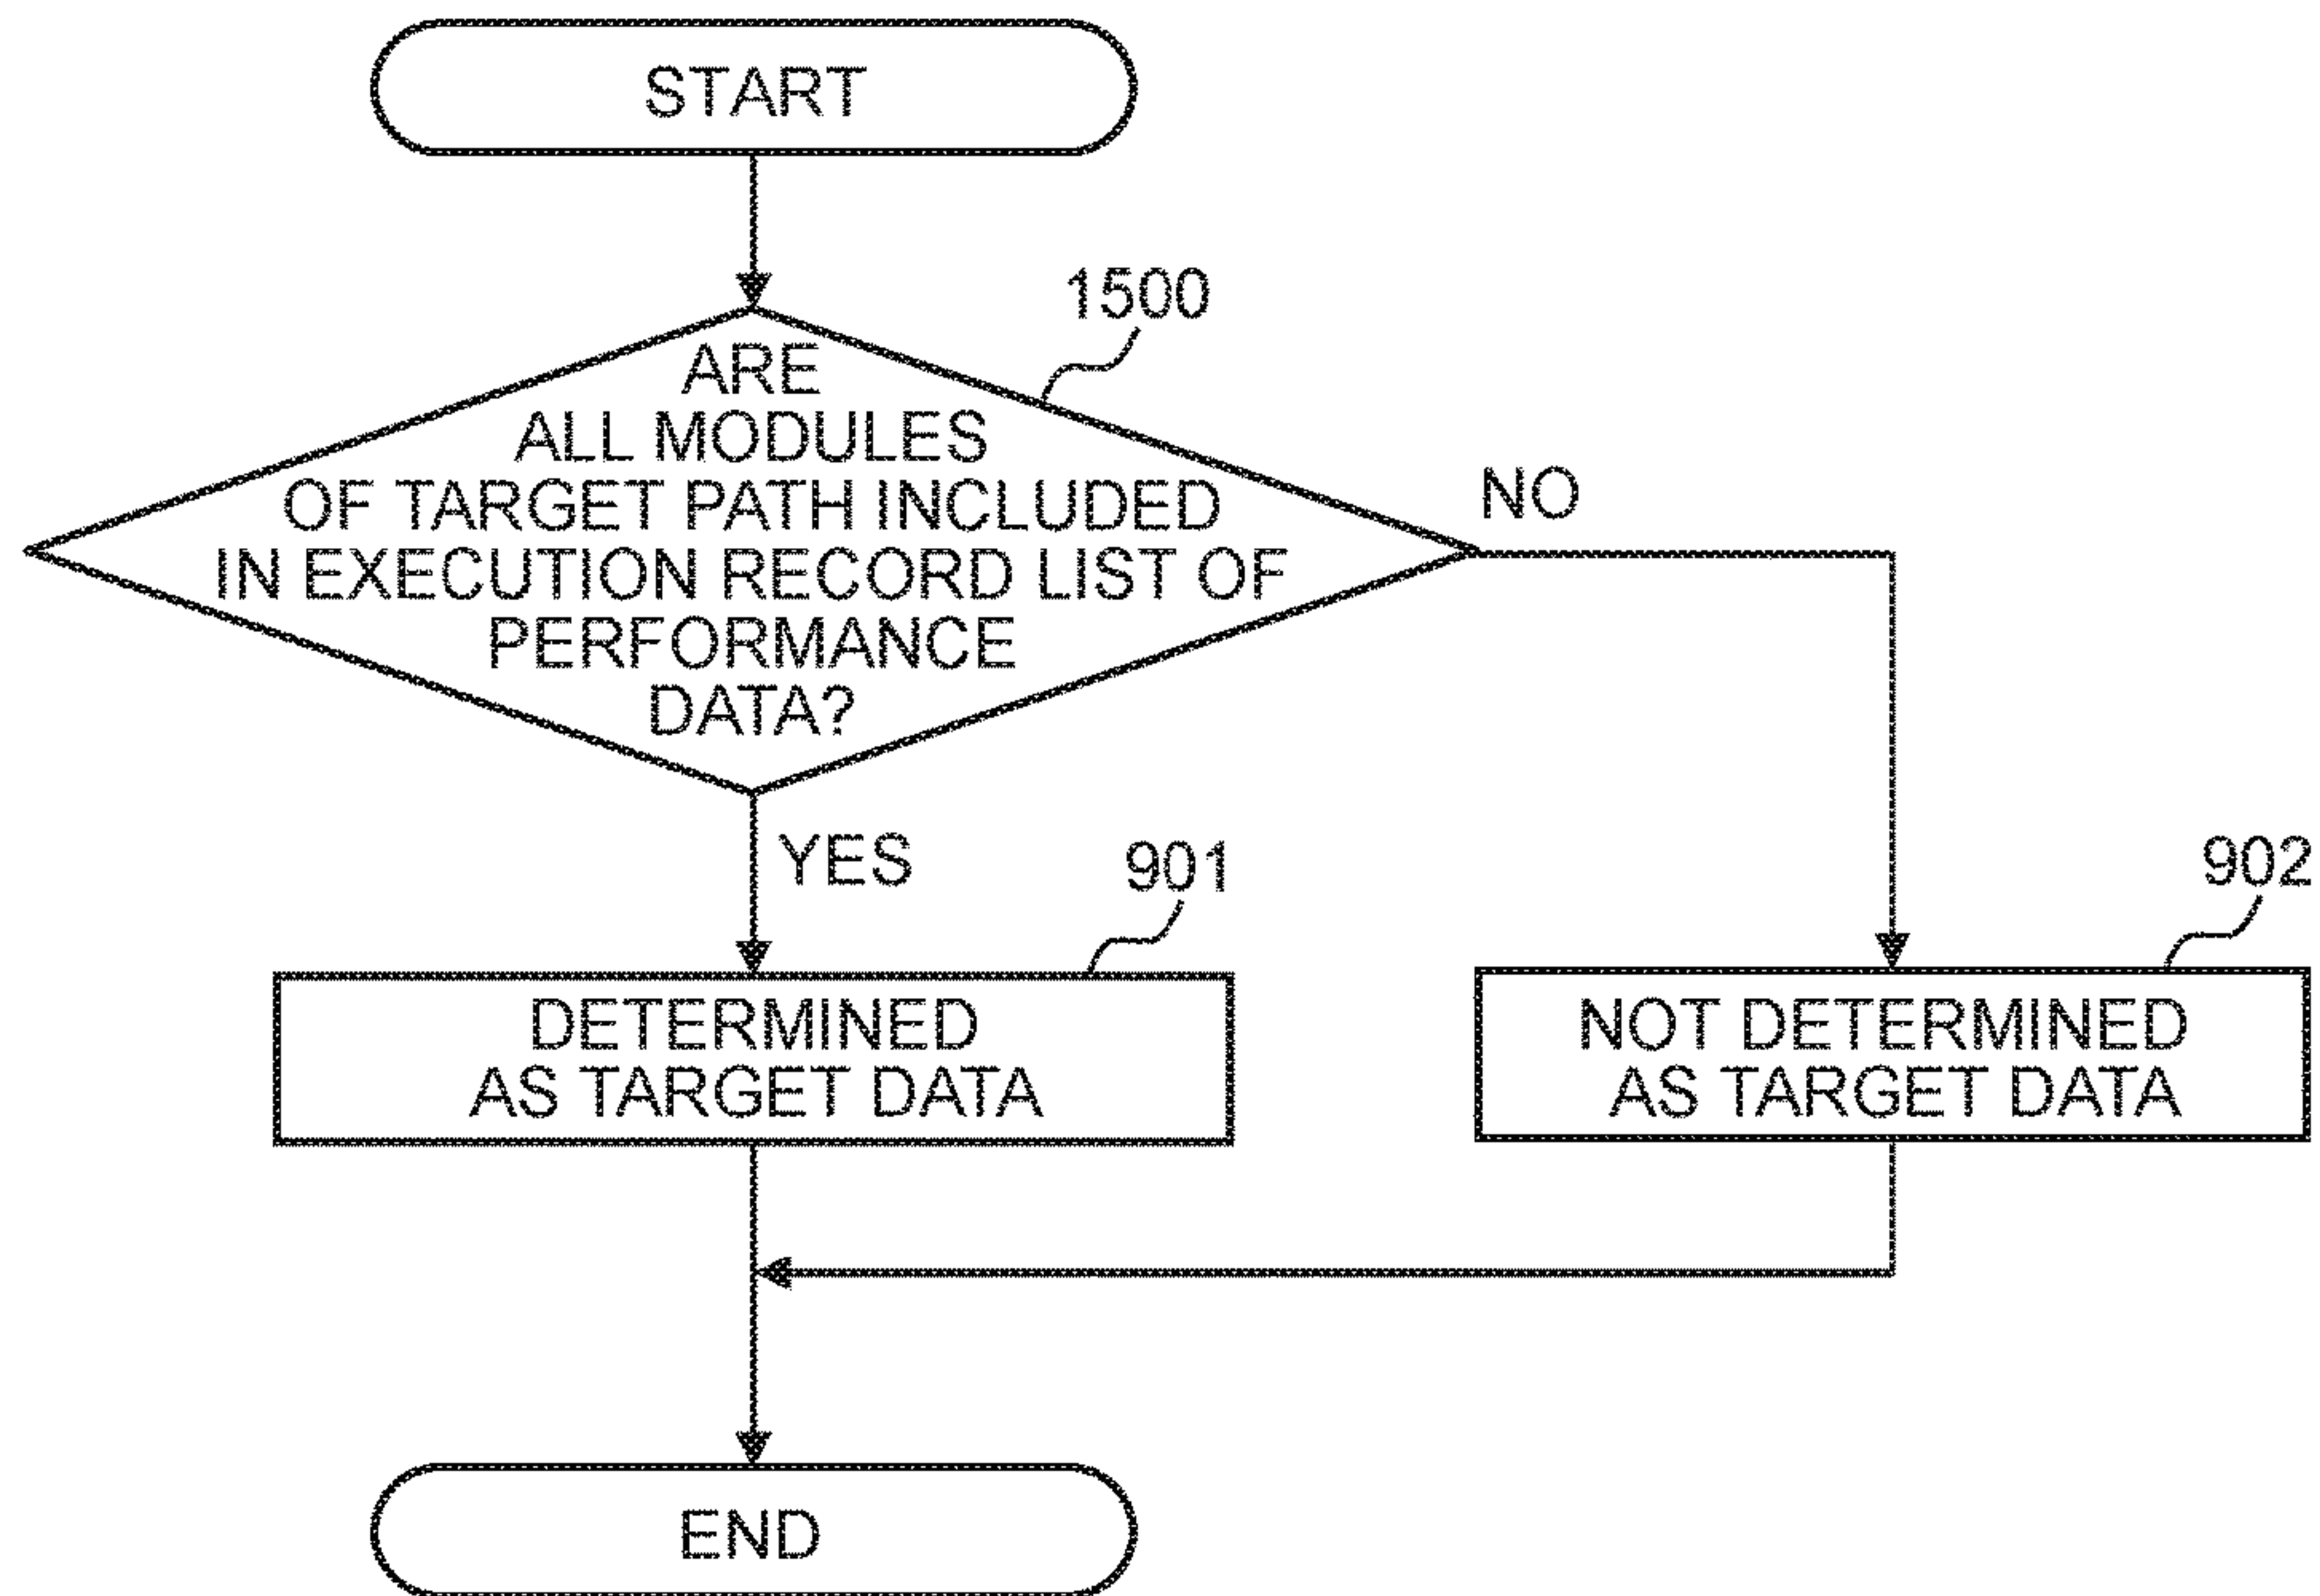 START
1500
ARE
ALL MODULES
OF TARGET PATH INCLUDED
IN EXECUTION RECORD LIST OF
PERFORMANCE
DATA?
NO
YES
901
902
DETERMINED
AS TARGET DATA
NOT DETERMINED
AS TARGET DATA
END